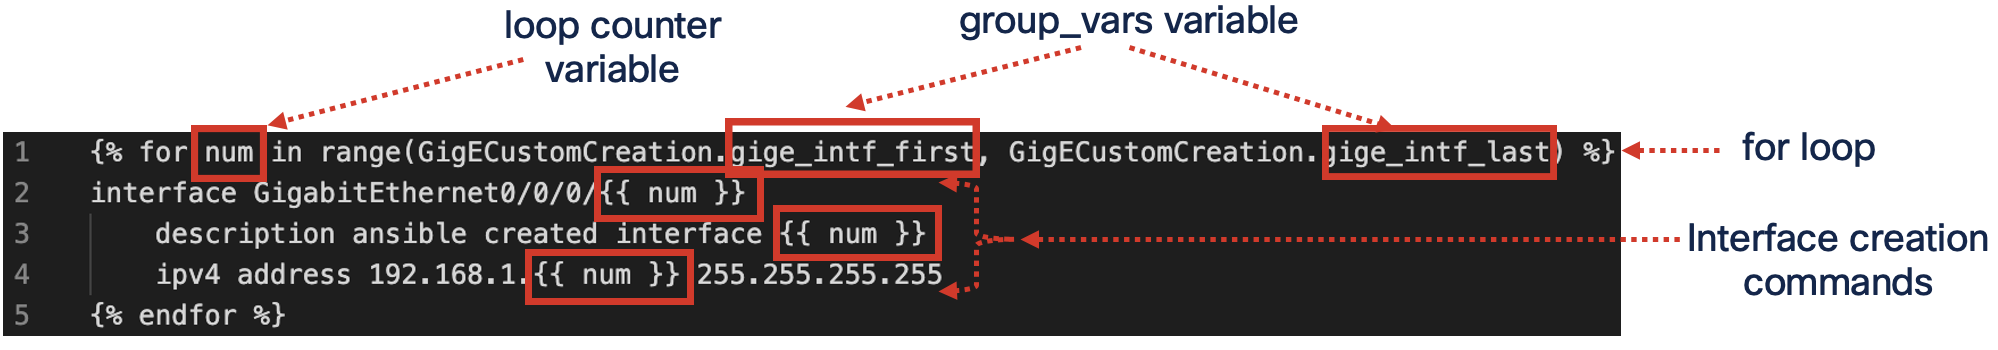 loop counter
variable
group_vars variable
1 {% for num in range(GigECustomCreation.gige_intf_first, GigECustomCreation.gige_intf_last) %}
for loop
2 interface GigabitEthernet0/0/0/{{ num }}
3 description ansible created interface {{ num }}
4 ipv4 address 192.168.1.{{ num }} 255.255.255.255
5 {% endfor %}
Interface creation
commands